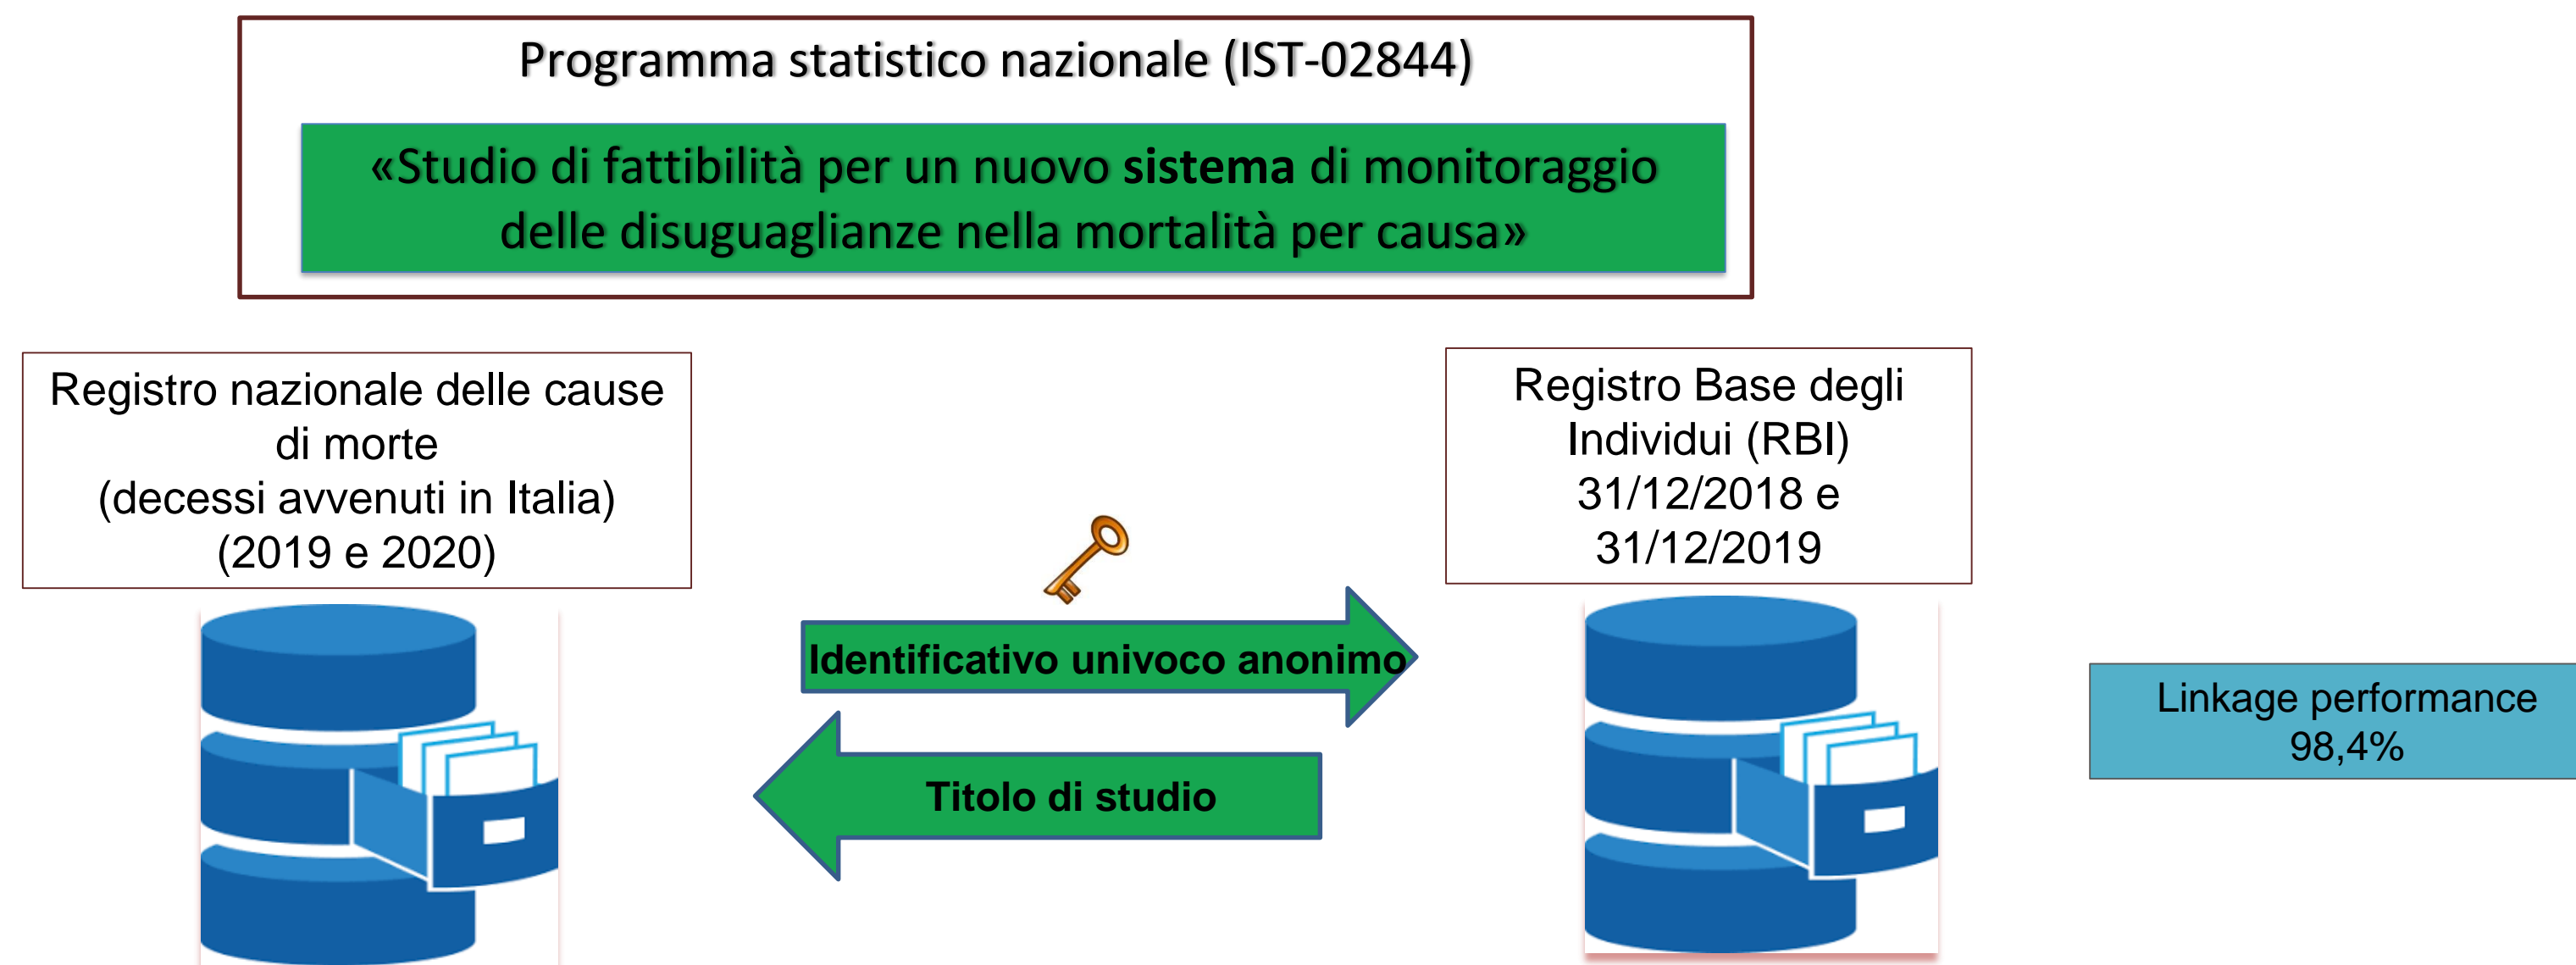 Programma statistico nazionale (IST-02844)
«Studio di fattibilità per un nuovo sistema di monitoraggio
delle disuguaglianze nella mortalità per causa»
Registro nazionale delle cause
di morte
(decessi avvenuti in Italia)
(2019 e 2020)
Registro Base degli
Individui (RBI)
31/12/2018 e
31/12/2019
Identificativo univoco anonimo
Titolo di studio
Linkage performance
98,4%